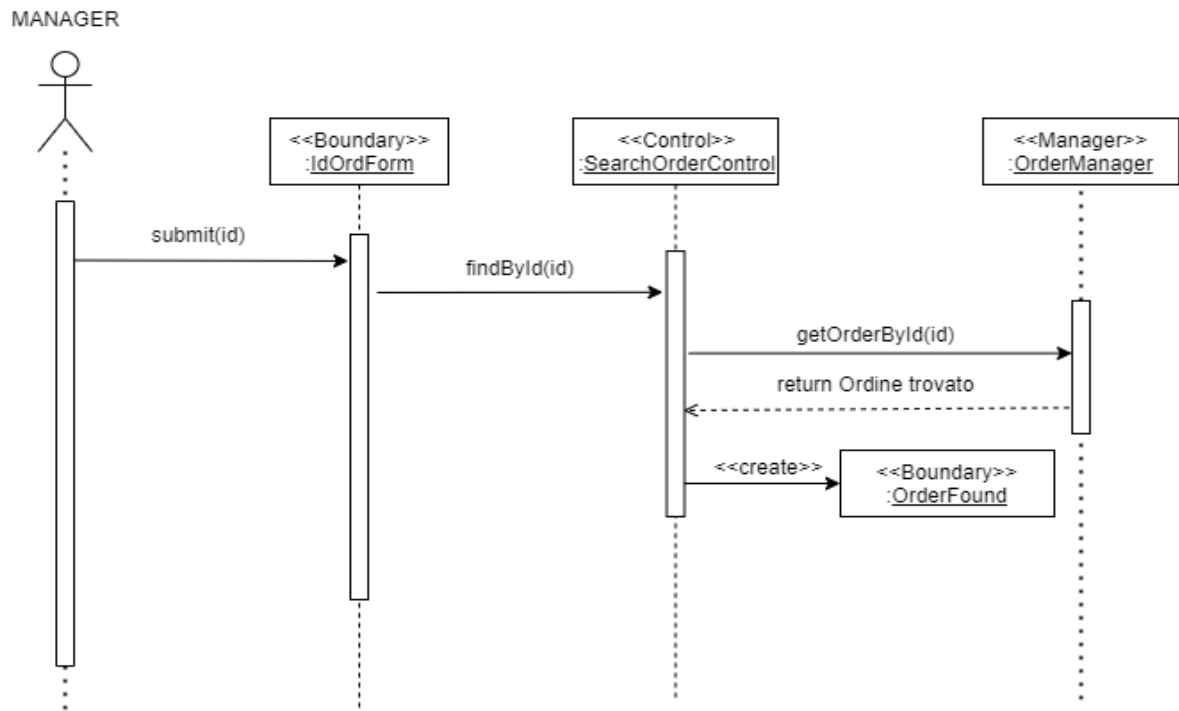 MANAGER
<<Boundary>>
:IdOrdForm
<<Control>>
:SearchOrderControl
<<Manager>>
:OrderManager
submit(id)
findById(id)
getOrderById(id)
return Ordine trovato
<<create>>
<<Boundary>>
:OrderFound